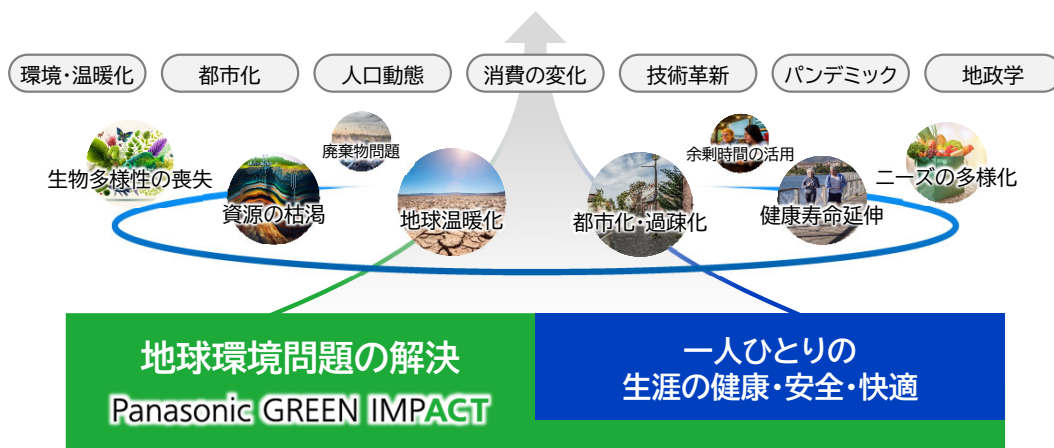 環境・温暖化
都市化
人口動態
消費の変化
技術革新
パンデミック
地政学
生物多様性の喪失
廃棄物問題
余剰時間の活用
ニーズの多様化
資源の枯渇
地球温暖化
都市化・過疎化
健康寿命延伸
地球環境問題の解決
Panasonic GREEN IMPACT
一人ひとりの
生涯の健康・安全・快適